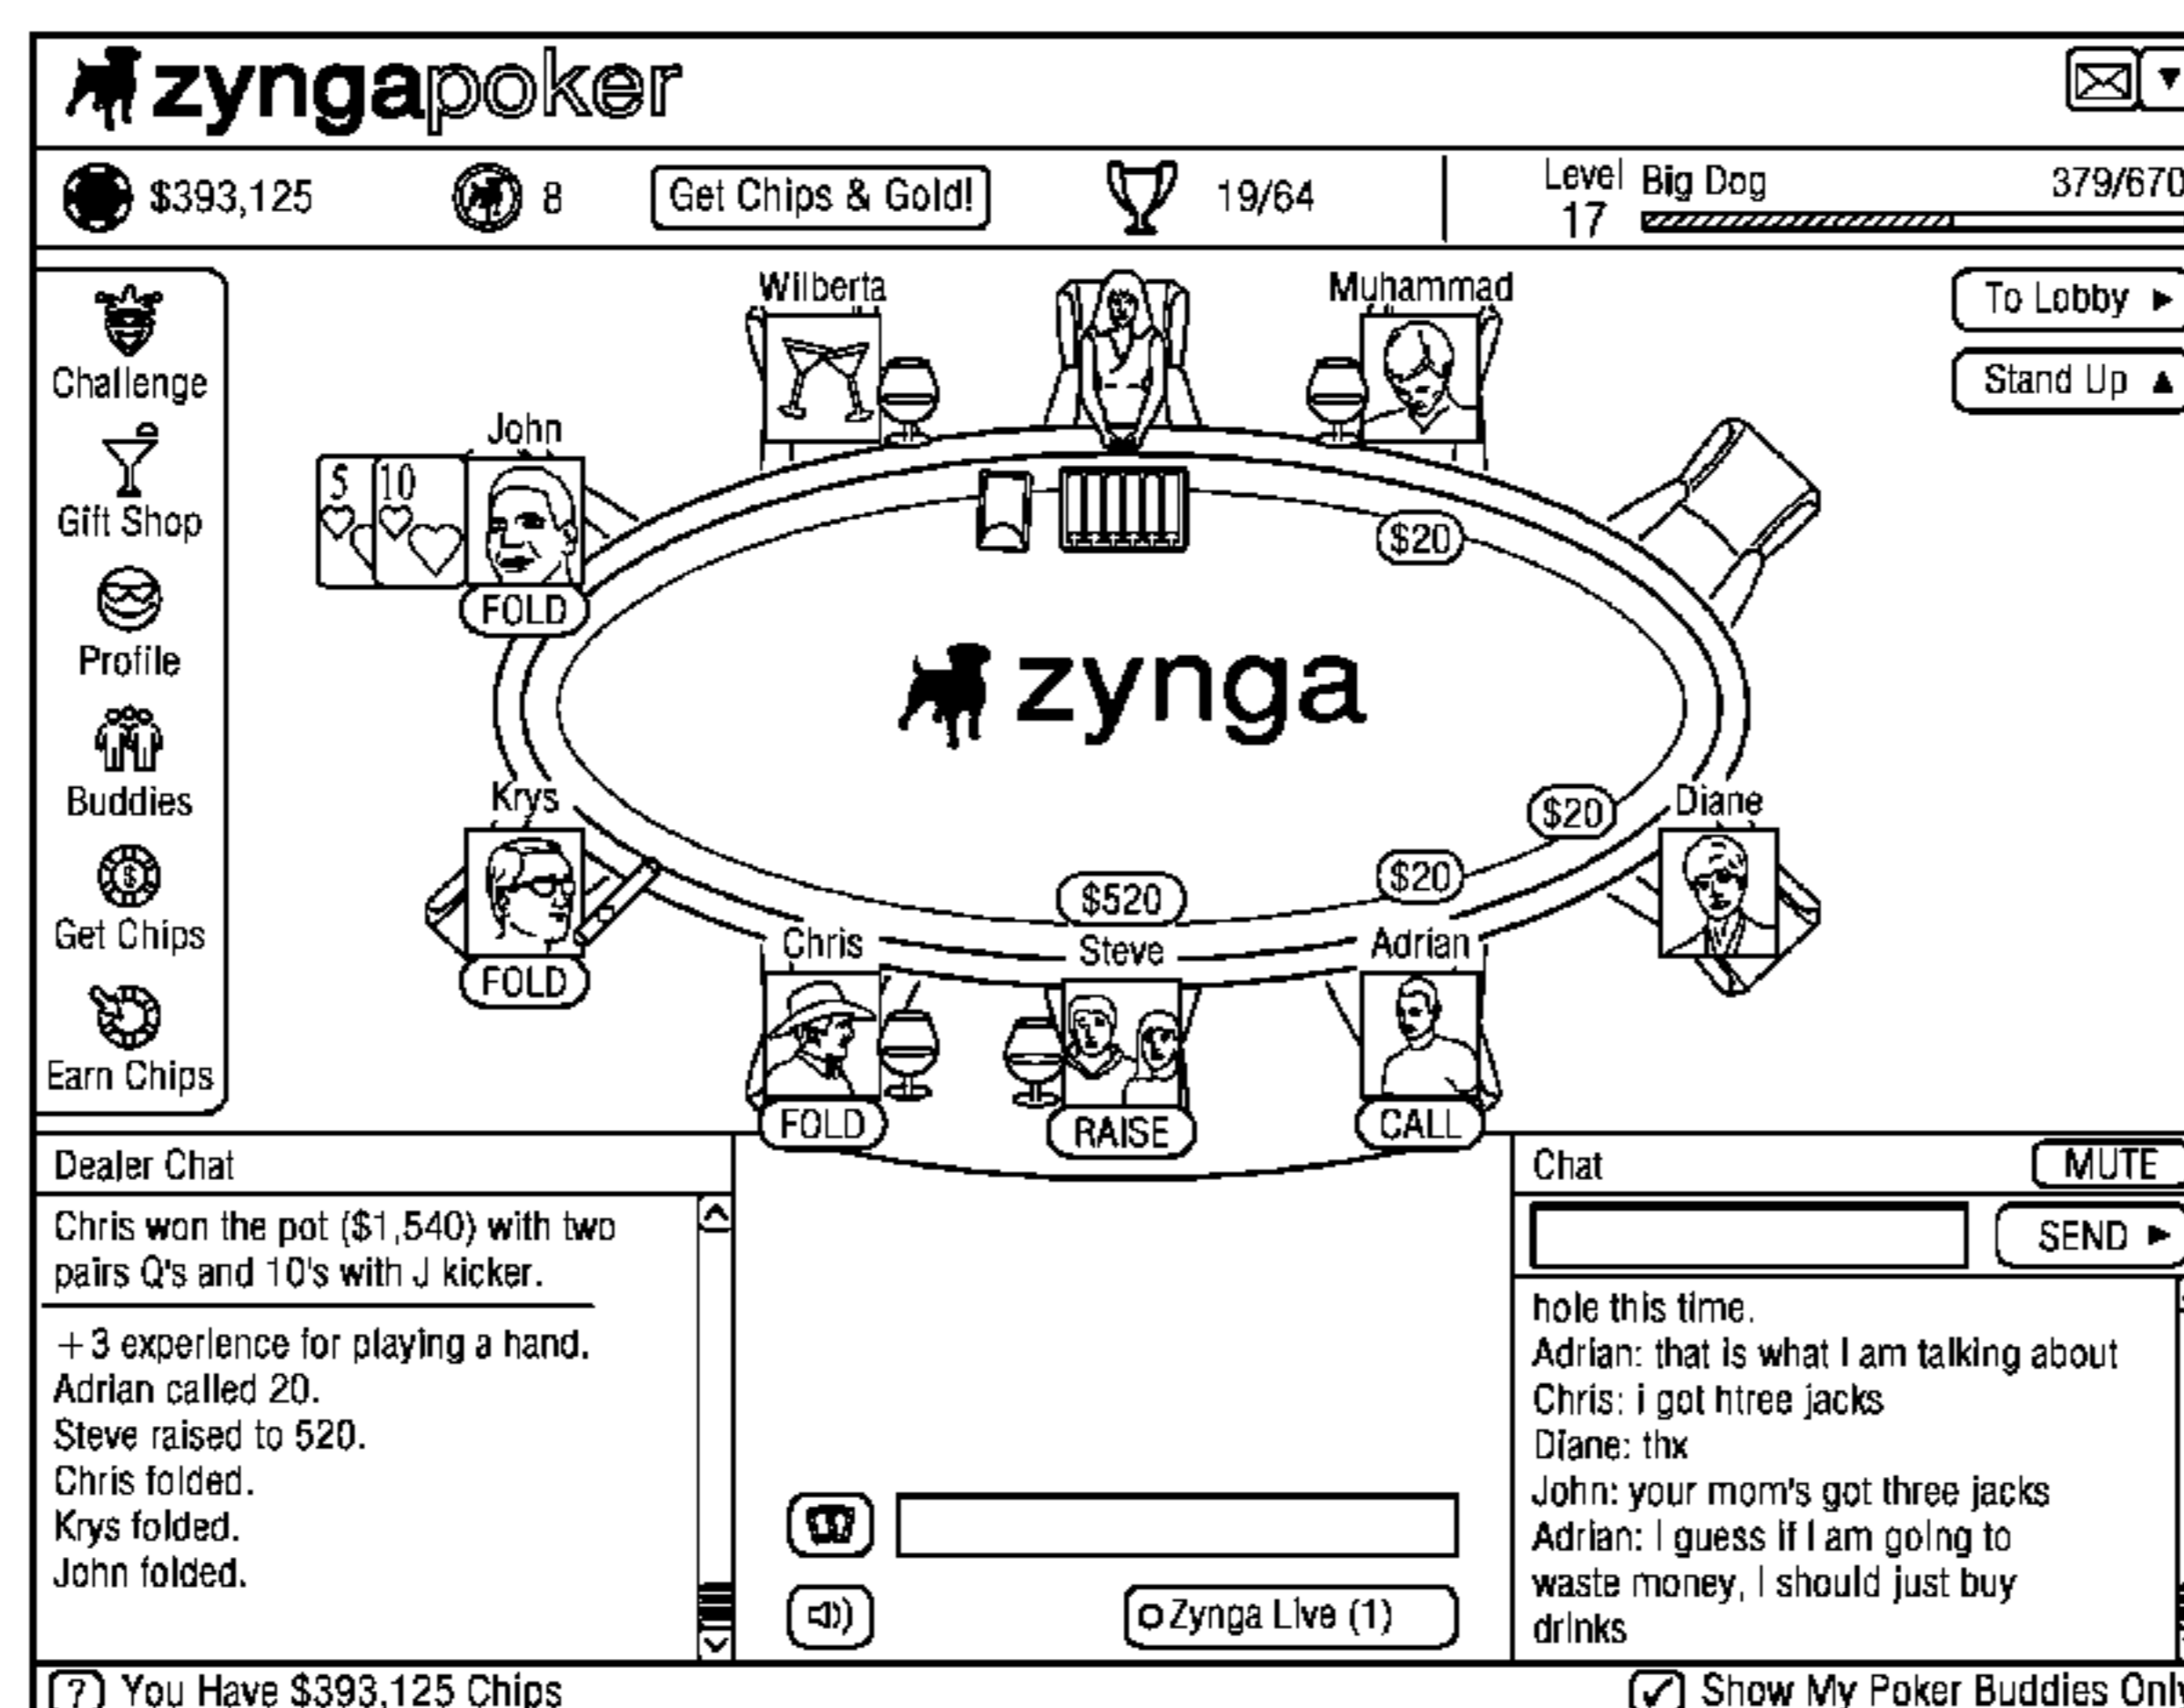 zyngapoker
$393,125
8
Get Chips & Gold!
19/64
Level 17
Big Dog
379/670
To Lobby
Stand Up
Challenge
Gift Shop
Profile
Buddies
Get Chips
Earn Chips
Wilberta
Muhammad
John
5
10
FOLD
$20
zynga
Krys
FOLD
Diane
$20
$20
$520
Chris
FOLD
Steve
RAISE
Adrian
CALL
Dealer Chat
Chris won the pot ($1,540) with two
pairs Q's and 10's with J kicker.
+3 experience for playing a hand.
Adrian called 20.
Steve raised to 520.
Chris folded.
Krys folded.
John folded.
Zynga Live (1)
Chat
MUTE
SEND
hole this time.
Adrian: that is what I am talking about
Chris: i got htree jacks
Diane: thx
John: your mom's got three jacks
Adrian: I guess if I am going to
waste money, I should just buy
drinks
? You Have $393,125 Chips
Show My Poker Buddies Only